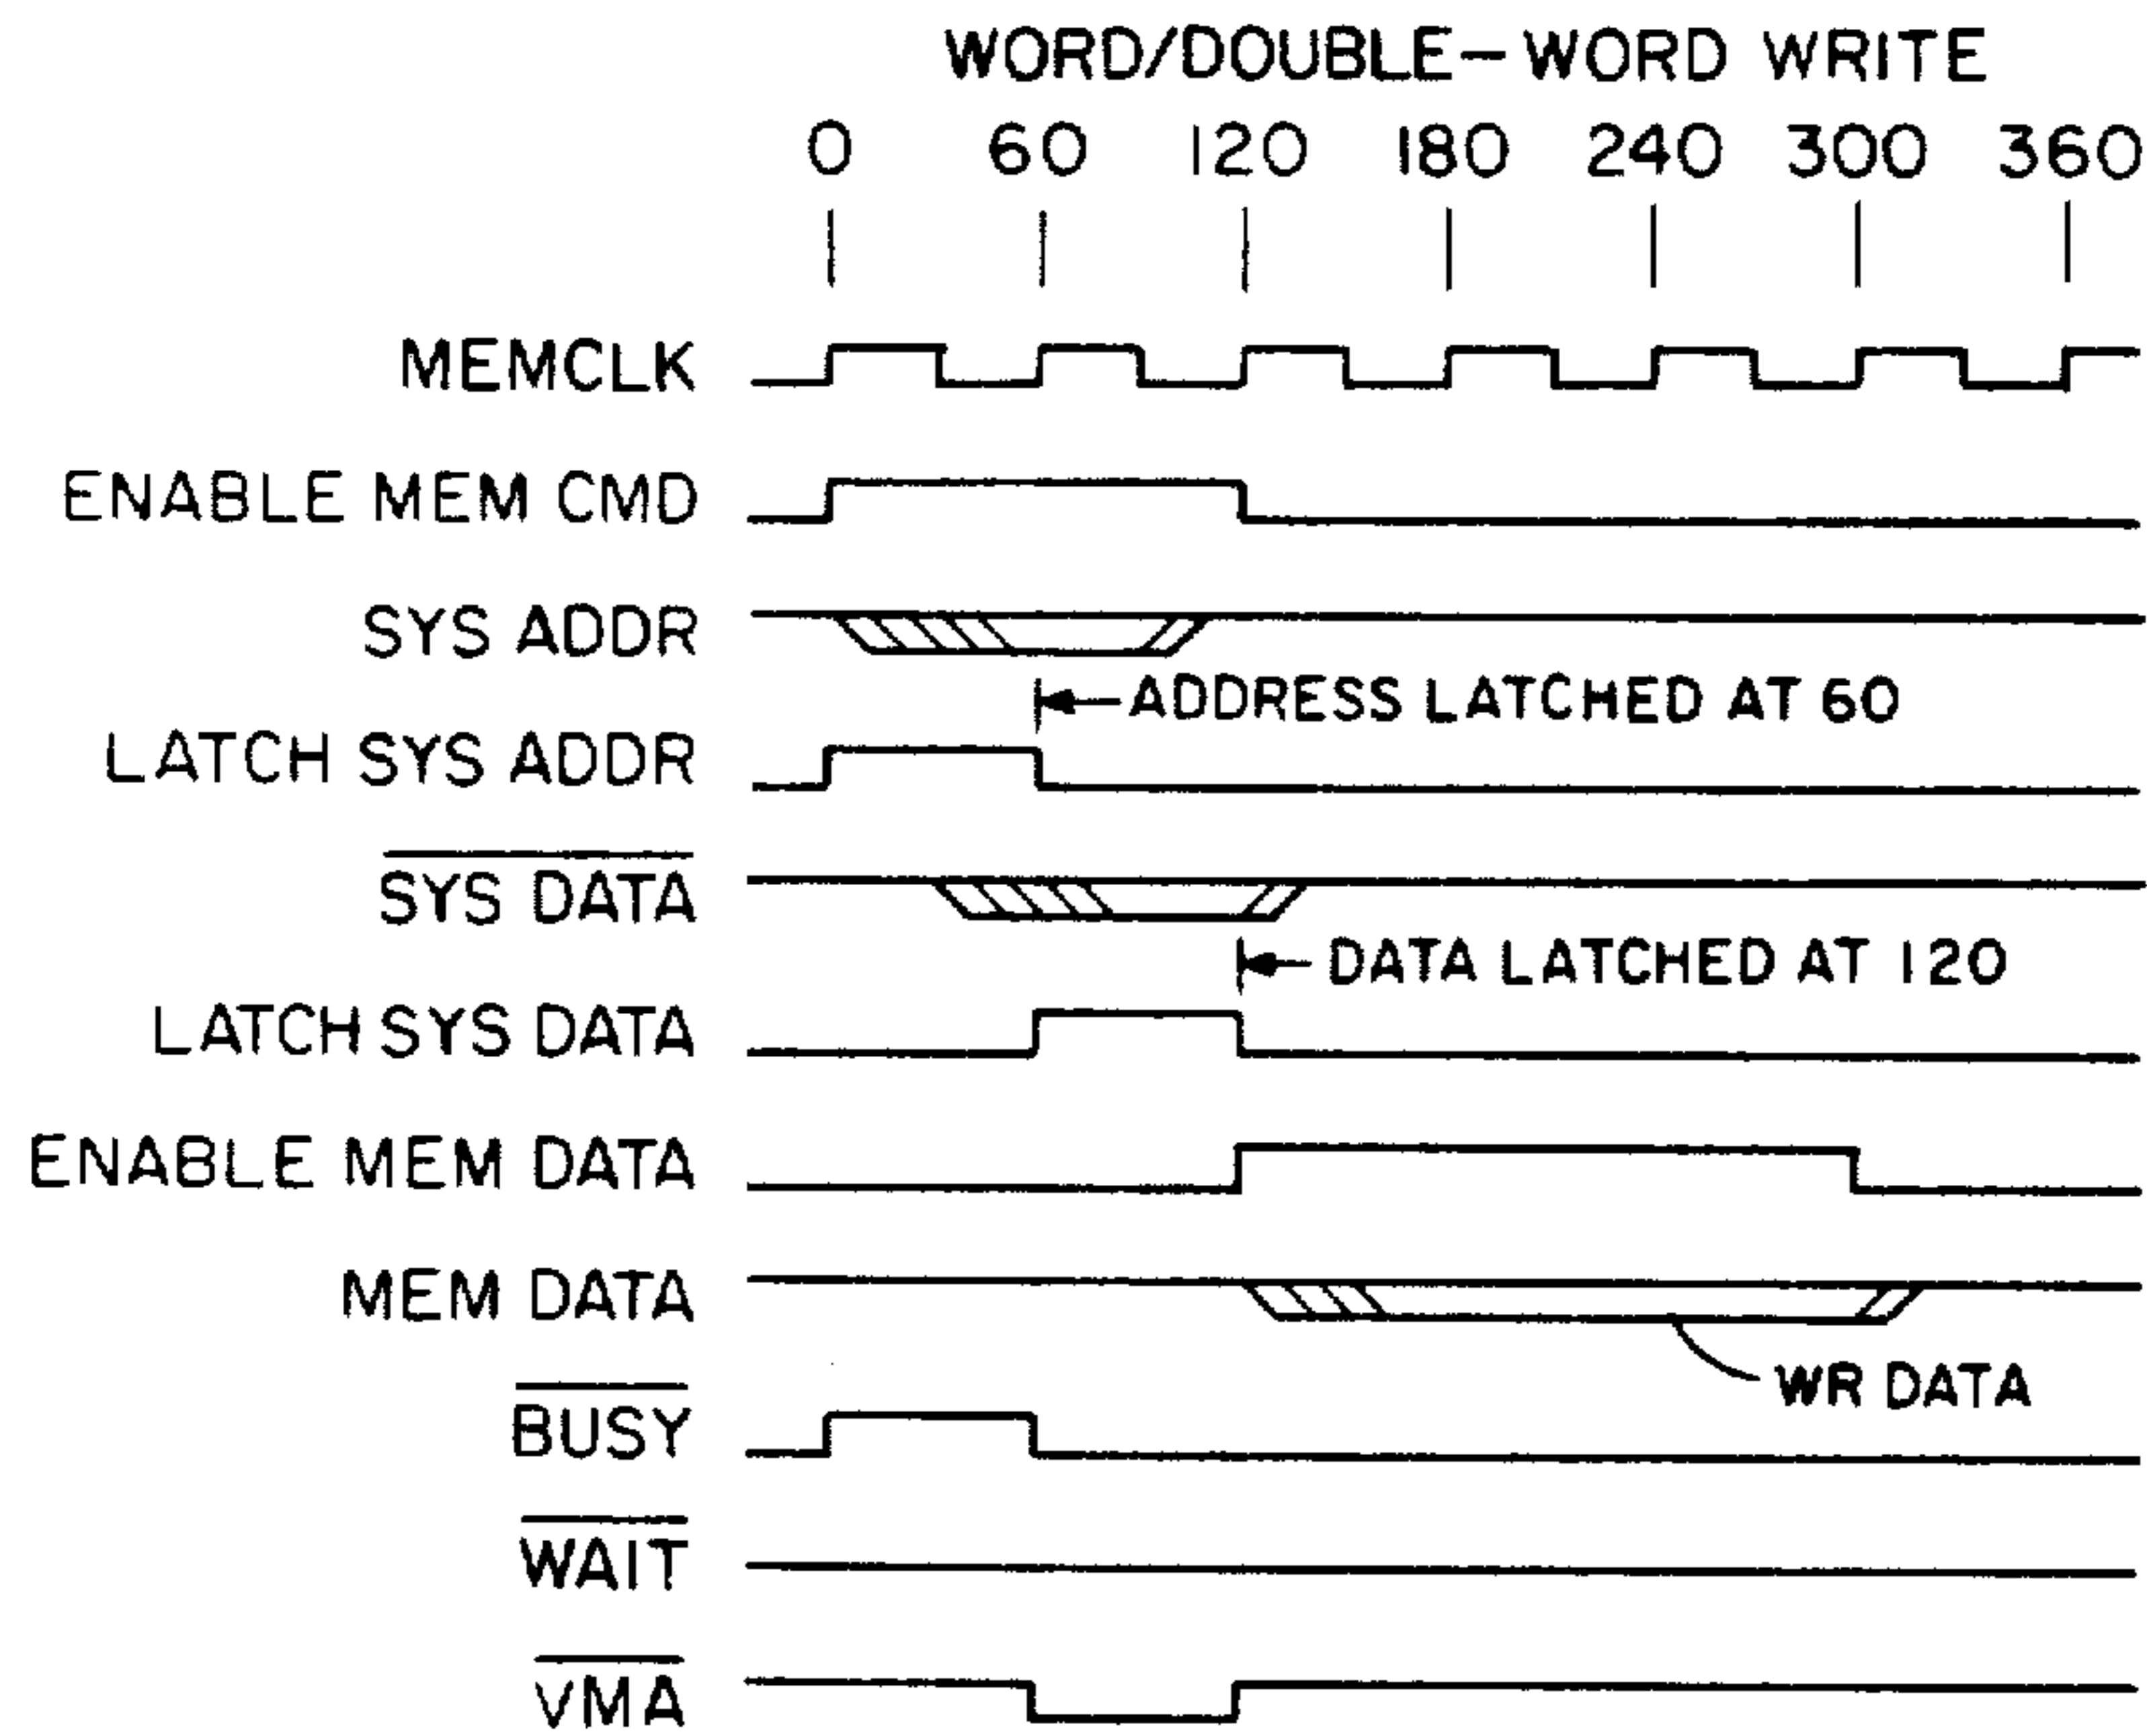 WORD/DOUBLE-WORD WRITE
0 60 120 180 240 300 360
MEMCLK
ENABLE MEM CMD
SYS ADDR
ADDRESS LATCHED AT 60
LATCH SYS ADDR
SYS DATA
DATA LATCHED AT 120
LATCH SYS DATA
ENABLE MEM DATA
MEM DATA
WR DATA
BUSY
WAIT
VMA